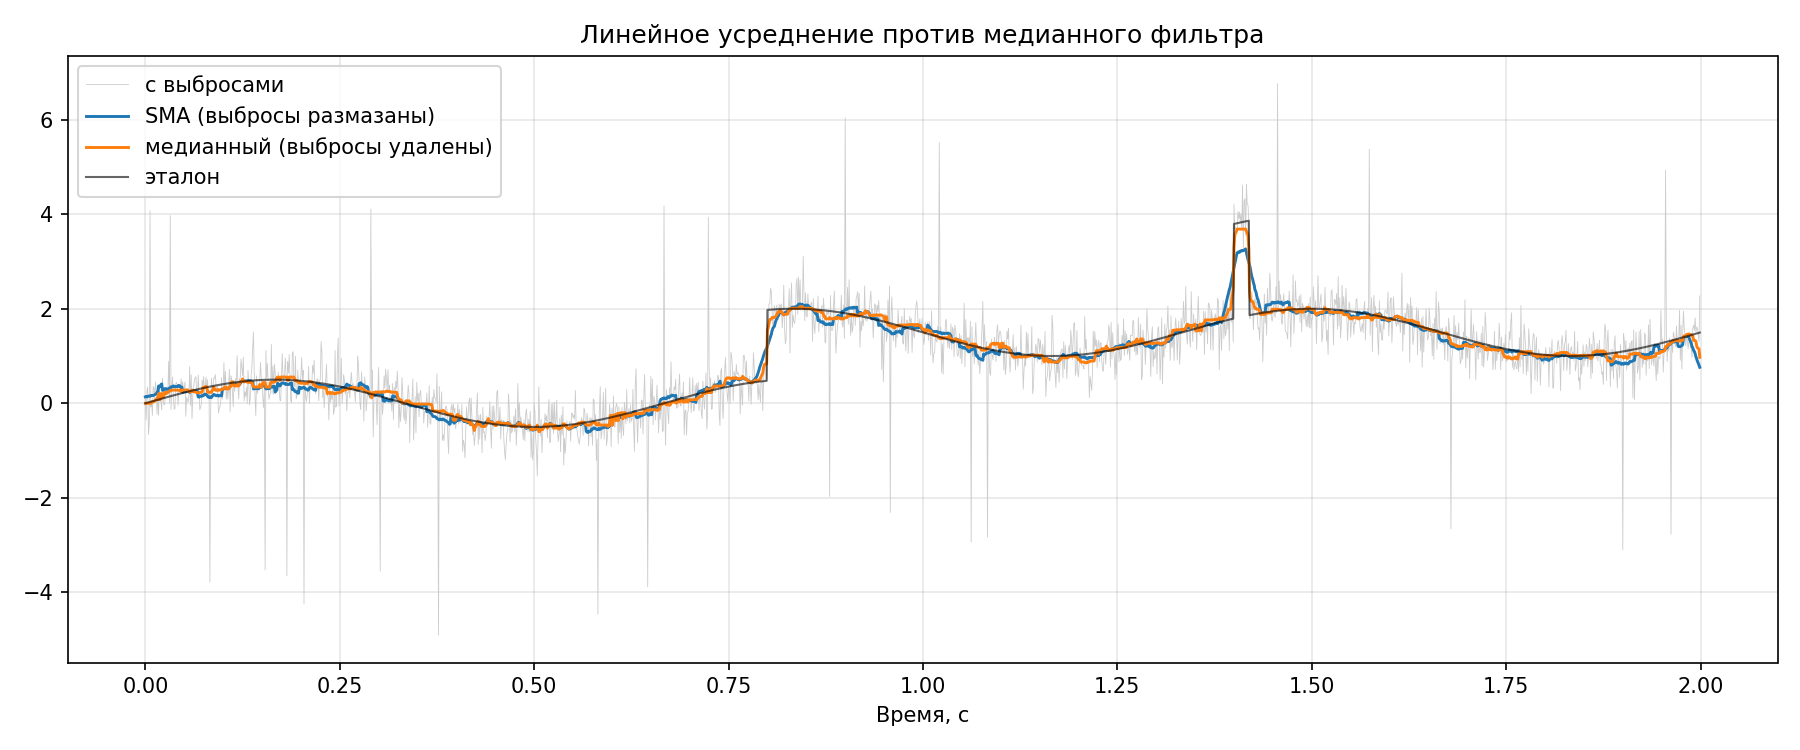 Линейное усреднение против медианного фильтра
с выбросами
SMA (выбросы размазаны)
медианный (выбросы удалены)
эталон
6
4
2
0
−2
−4
0.00 0.25 0.50 0.75 1.00 1.25 1.50 1.75 2.00
Время, с